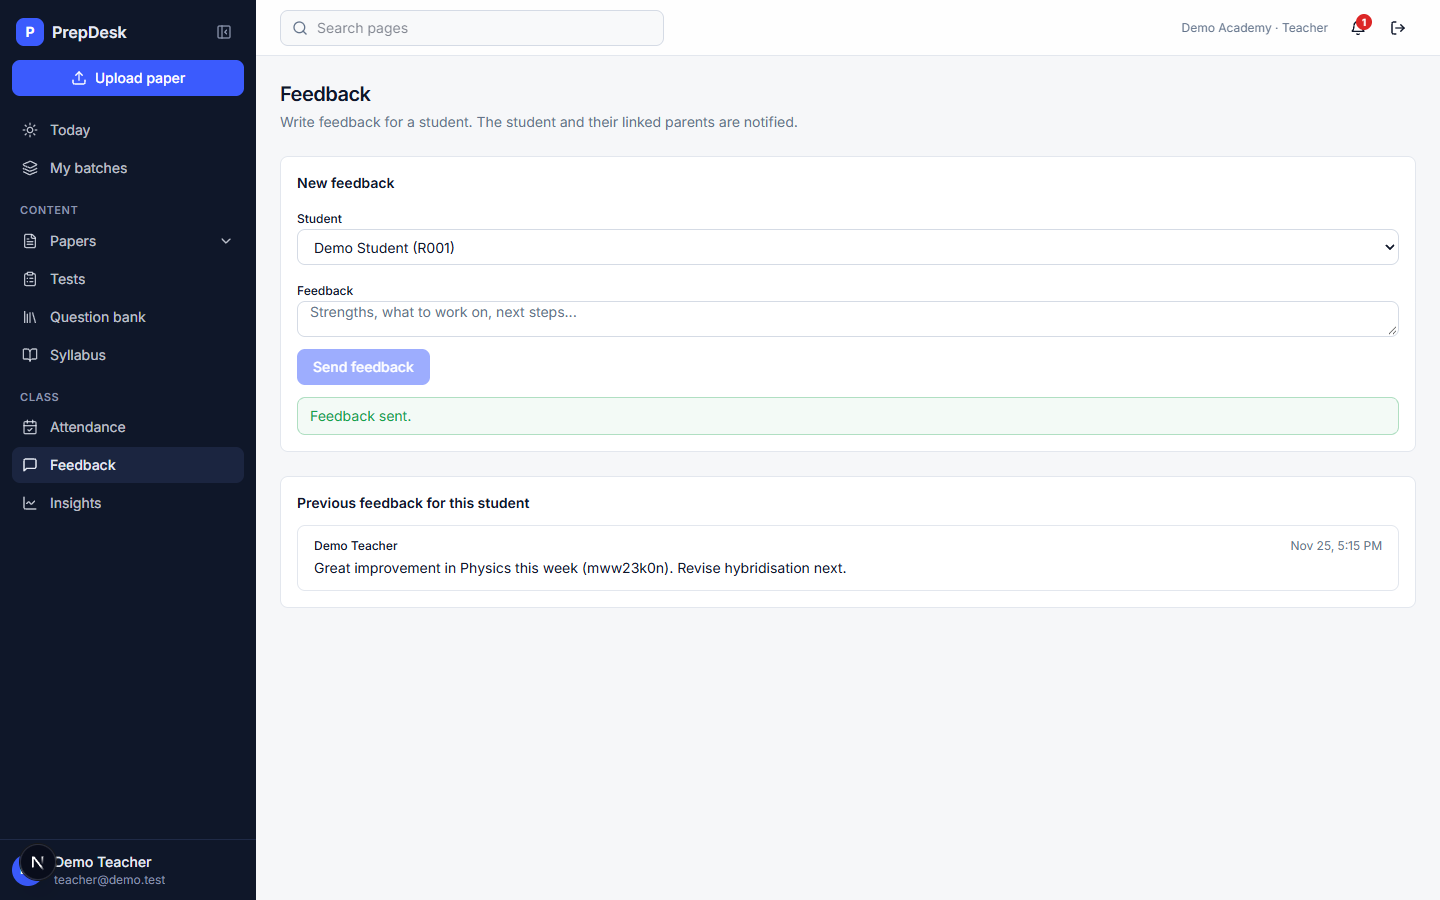 P PrepDesk
Upload paper
Today
My batches
CONTENT
Papers
Tests
Question bank
Syllabus
CLASS
Attendance
Feedback
Insights
N Demo Teacher
teacher@demo.test
Search pages
Demo Academy · Teacher
1
Feedback
Write feedback for a student. The student and their linked parents are notified.
New feedback
Student
Demo Student (R001)
Feedback
Strengths, what to work on, next steps...
Send feedback
Feedback sent.
Previous feedback for this student
Demo Teacher Nov 25, 5:15 PM
Great improvement in Physics this week (mww23k0n). Revise hybridisation next.